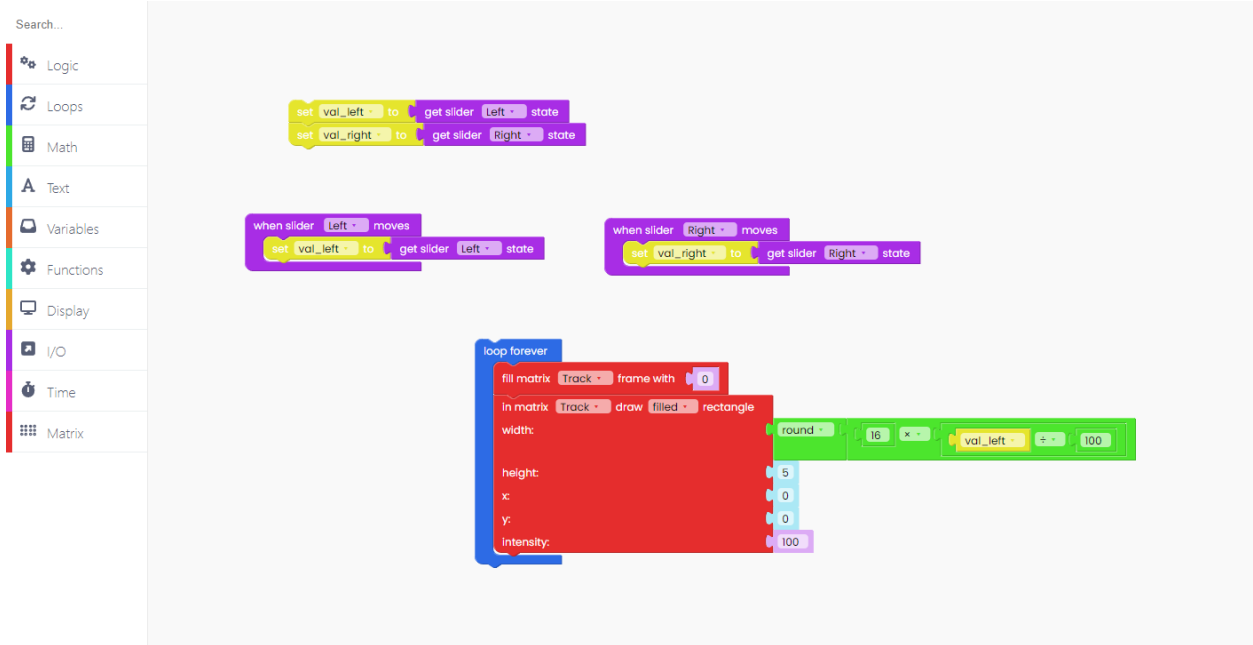 Search...
Logic
Loops
Math
Text
Variables
Functions
Display
I/O
Time
Matrix
set val_left to get slider Left state
set val_right to get slider Right state
when slider Left moves
set val_left to get slider Left state
when slider Right moves
set val_right to get slider Right state
loop forever
fill matrix Track frame with 0
In matrix Track draw filled rectangle
width: round 16 × val_left ÷ 100
height: 5
x: 0
y: 0
Intensity: 100